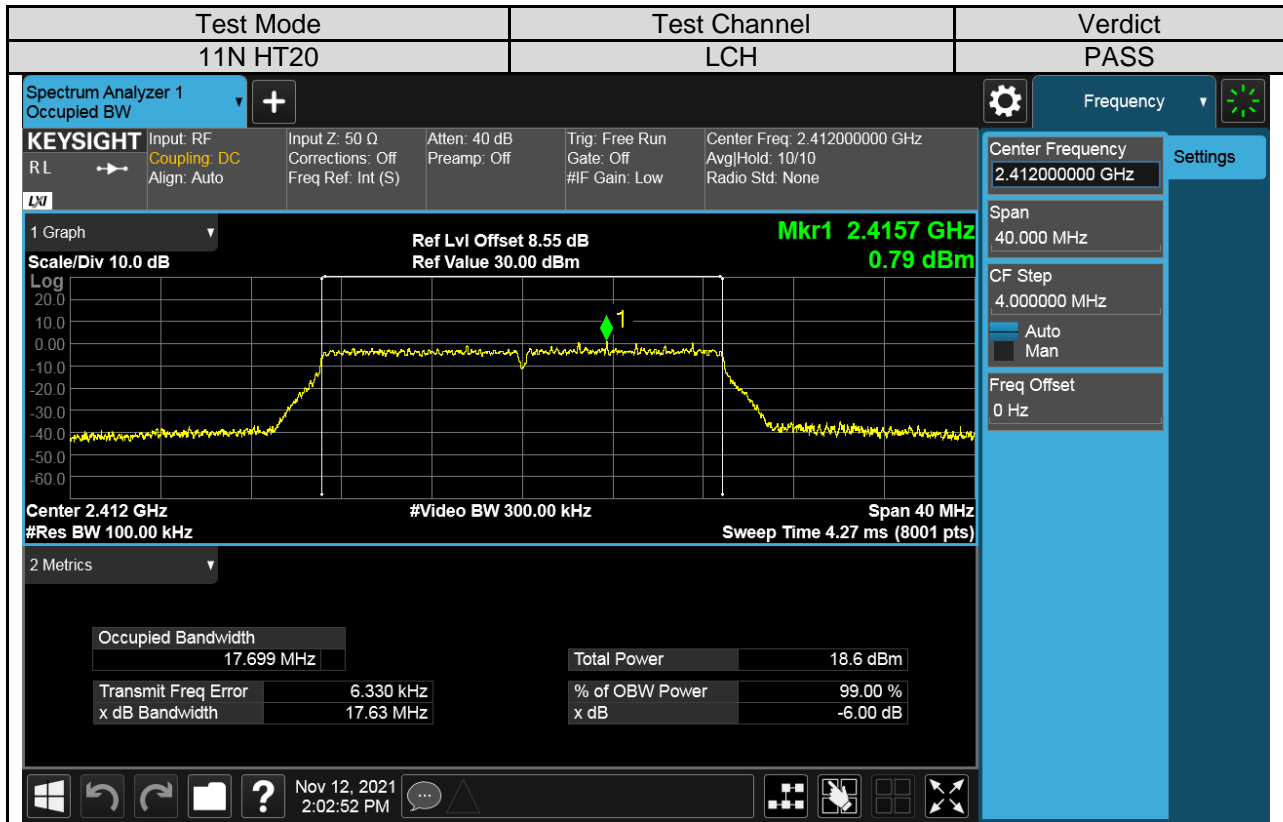 Test Mode Test Channel Verdict
11N HT20 LCH PASS
Spectrum Analyzer 1
Occupied BW
+
Frequency
KEYSIGHT Input: RF Input Z: 50 Ω Atten: 40 dB Trig: Free Run Center Freq: 2.412000000 GHz
RL Coupling: DC Corrections: Off Preamp: Off Gate: Off Avg|Hold: 10/10
Align: Auto Freq Ref: Int (S) #IF Gain: Low Radio Std: None
LXI
Center Frequency
2.412000000 GHz
Settings
Span
40.000 MHz
CF Step
4.000000 MHz
Auto
Man
Freq Offset
0 Hz
1 Graph
Ref Lvl Offset 8.55 dB Mkr1 2.4157 GHz
Scale/Div 10.0 dB Ref Value 30.00 dBm 0.79 dBm
Log
20.0
10.0
0.00
-10.0
-20.0
-30.0
-40.0
-50.0
-60.0
1
Center 2.412 GHz #Video BW 300.00 kHz Span 40 MHz
#Res BW 100.00 kHz Sweep Time 4.27 ms (8001 pts)
2 Metrics
Occupied Bandwidth
17.699 MHz Total Power 18.6 dBm
Transmit Freq Error 6.330 kHz % of OBW Power 99.00 %
x dB Bandwidth 17.63 MHz x dB -6.00 dB
? Nov 12, 2021
2:02:52 PM